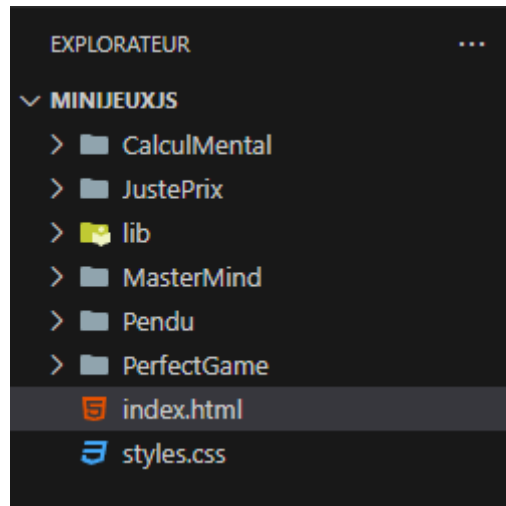 EXPLORATEUR ...
MINIJEUXJS
CalculMental
JustePrix
lib
MasterMind
Pendu
PerfectGame
index.html
styles.css